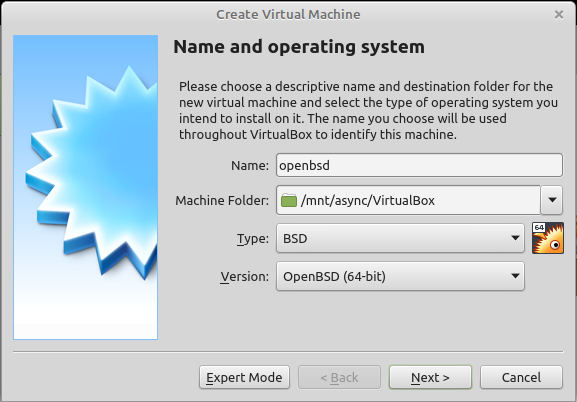 Create Virtual Machine
Name and operating system
Please choose a descriptive name and destination folder for the
new virtual machine and select the type of operating system you
intend to install on it. The name you choose will be used
throughout VirtualBox to identify this machine.
Name: openbsd
Machine Folder: /mnt/async/VirtualBox
Type: BSD
64
Version: OpenBSD (64-bit)
Expert Mode < Back Next > Cancel